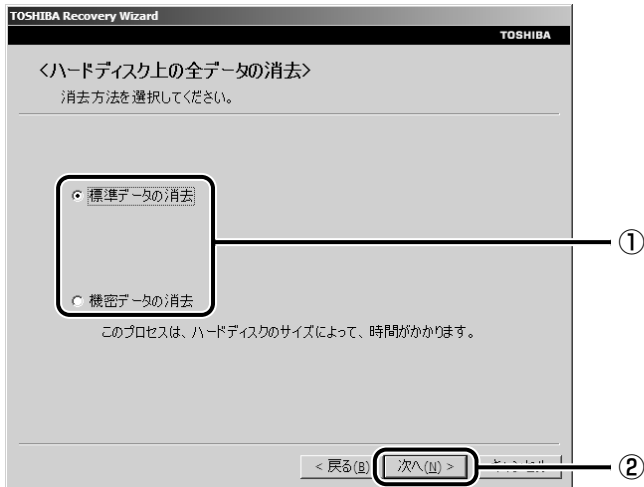 TOSHIBA Recovery Wizard
TOSHIBA
<ハードディスク上の全データの消去>
消去方法を選択してください。
標準データの消去
①
機密データの消去
このプロセスは、ハードディスクのサイズによって、時間がかかります。
< 戻る(B) 次へ(N) >
②